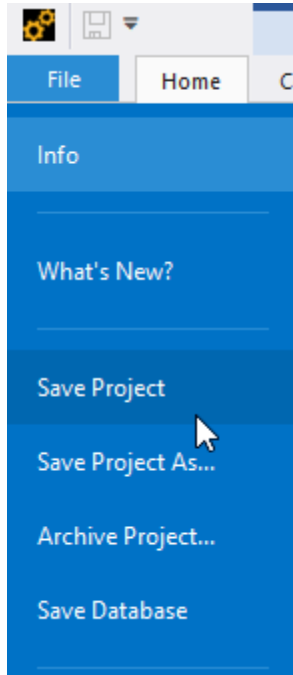 File Home C
Info
What's New?
Save Project
Save Project As...
Archive Project...
Save Database